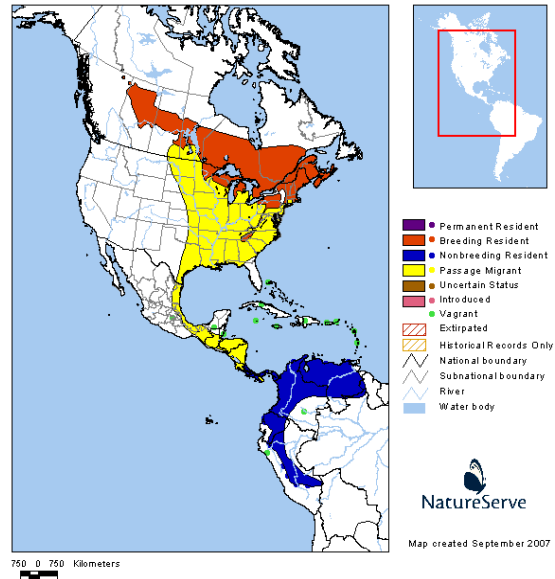 Permanent Resident
Breeding Resident
Nonbreeding Resident
Passage Migrant
Uncertain Status
Introduced
Vagrant
Extirpated
Historical Records Only
National boundary
Subnational boundary
River
Water body
NatureServe
Map created September 2007
750 0 750 Kilometers